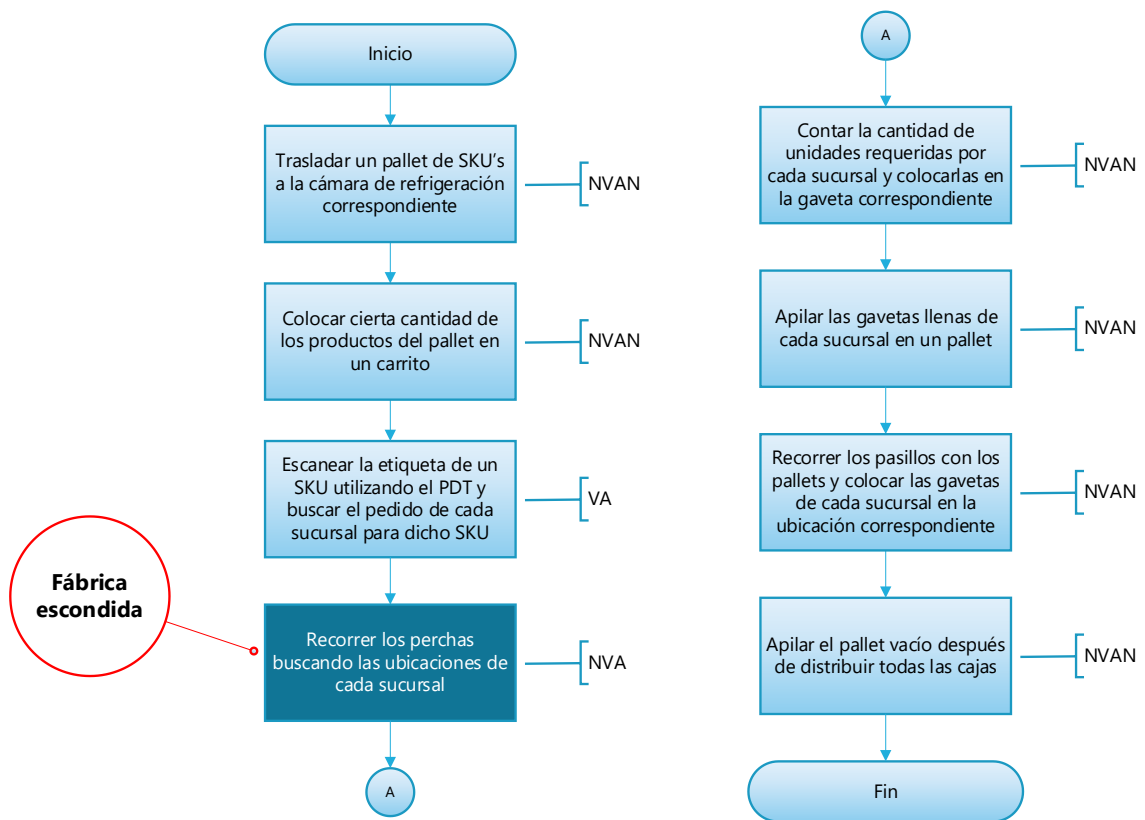 Inicio
Trasladar un pallet de SKU's
a la cámara de refrigeración
correspondiente
NVAN
Colocar cierta cantidad de
los productos del pallet en
un carrito
NVAN
Escanear la etiqueta de un
SKU utilizando el PDT y
buscar el pedido de cada
sucursal para dicho SKU
VA
Fábrica
escondida
Recorrer los perchas
buscando las ubicaciones de
cada sucursal
NVA
A
A
Contar la cantidad de
unidades requeridas por
cada sucursal y colocarlas en
la gaveta correspondiente
NVAN
Apilar las gavetas llenas de
cada sucursal en un pallet
NVAN
Recorrer los pasillos con los
pallets y colocar las gavetas
de cada sucursal en la
ubicación correspondiente
NVAN
Apilar el pallet vacío después
de distribuir todas las cajas
NVAN
Fin